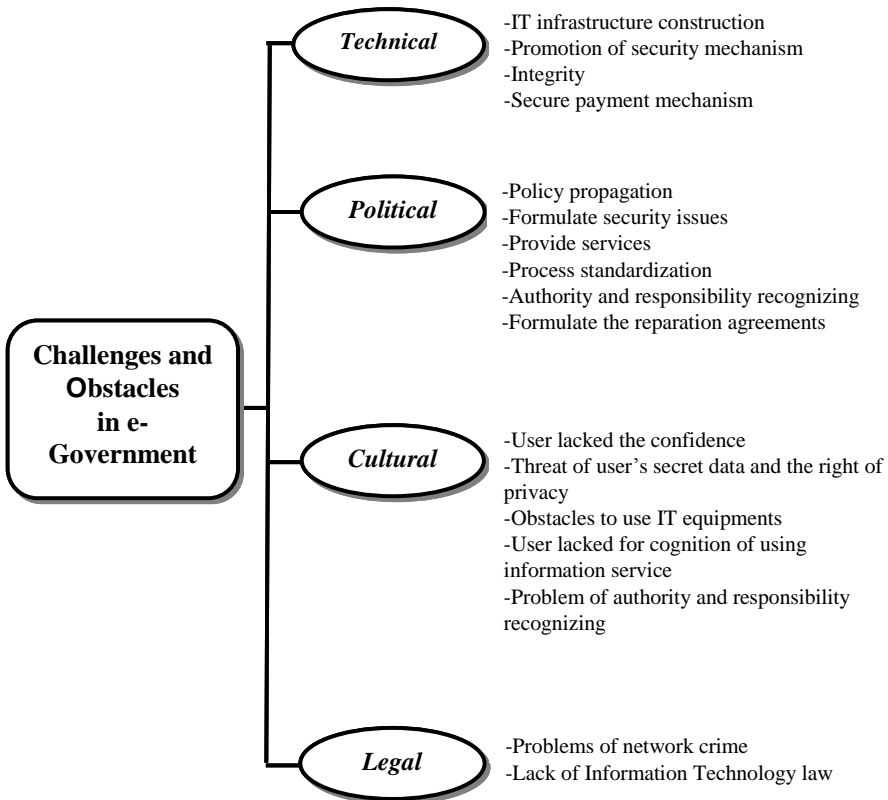 Technical
-IT infrastructure construction
-Promotion of security mechanism
-Integrity
-Secure payment mechanism
Political
-Policy propagation
-Formulate security issues
-Provide services
-Process standardization
-Authority and responsibility recognizing
-Formulate the reparation agreements
Challenges and
Obstacles
in e-
Government
Cultural
-User lacked the confidence
-Threat of user’s secret data and the right of
privacy
-Obstacles to use IT equipments
-User lacked for cognition of using
information service
-Problem of authority and responsibility
recognizing
Legal
-Problems of network crime
-Lack of Information Technology law